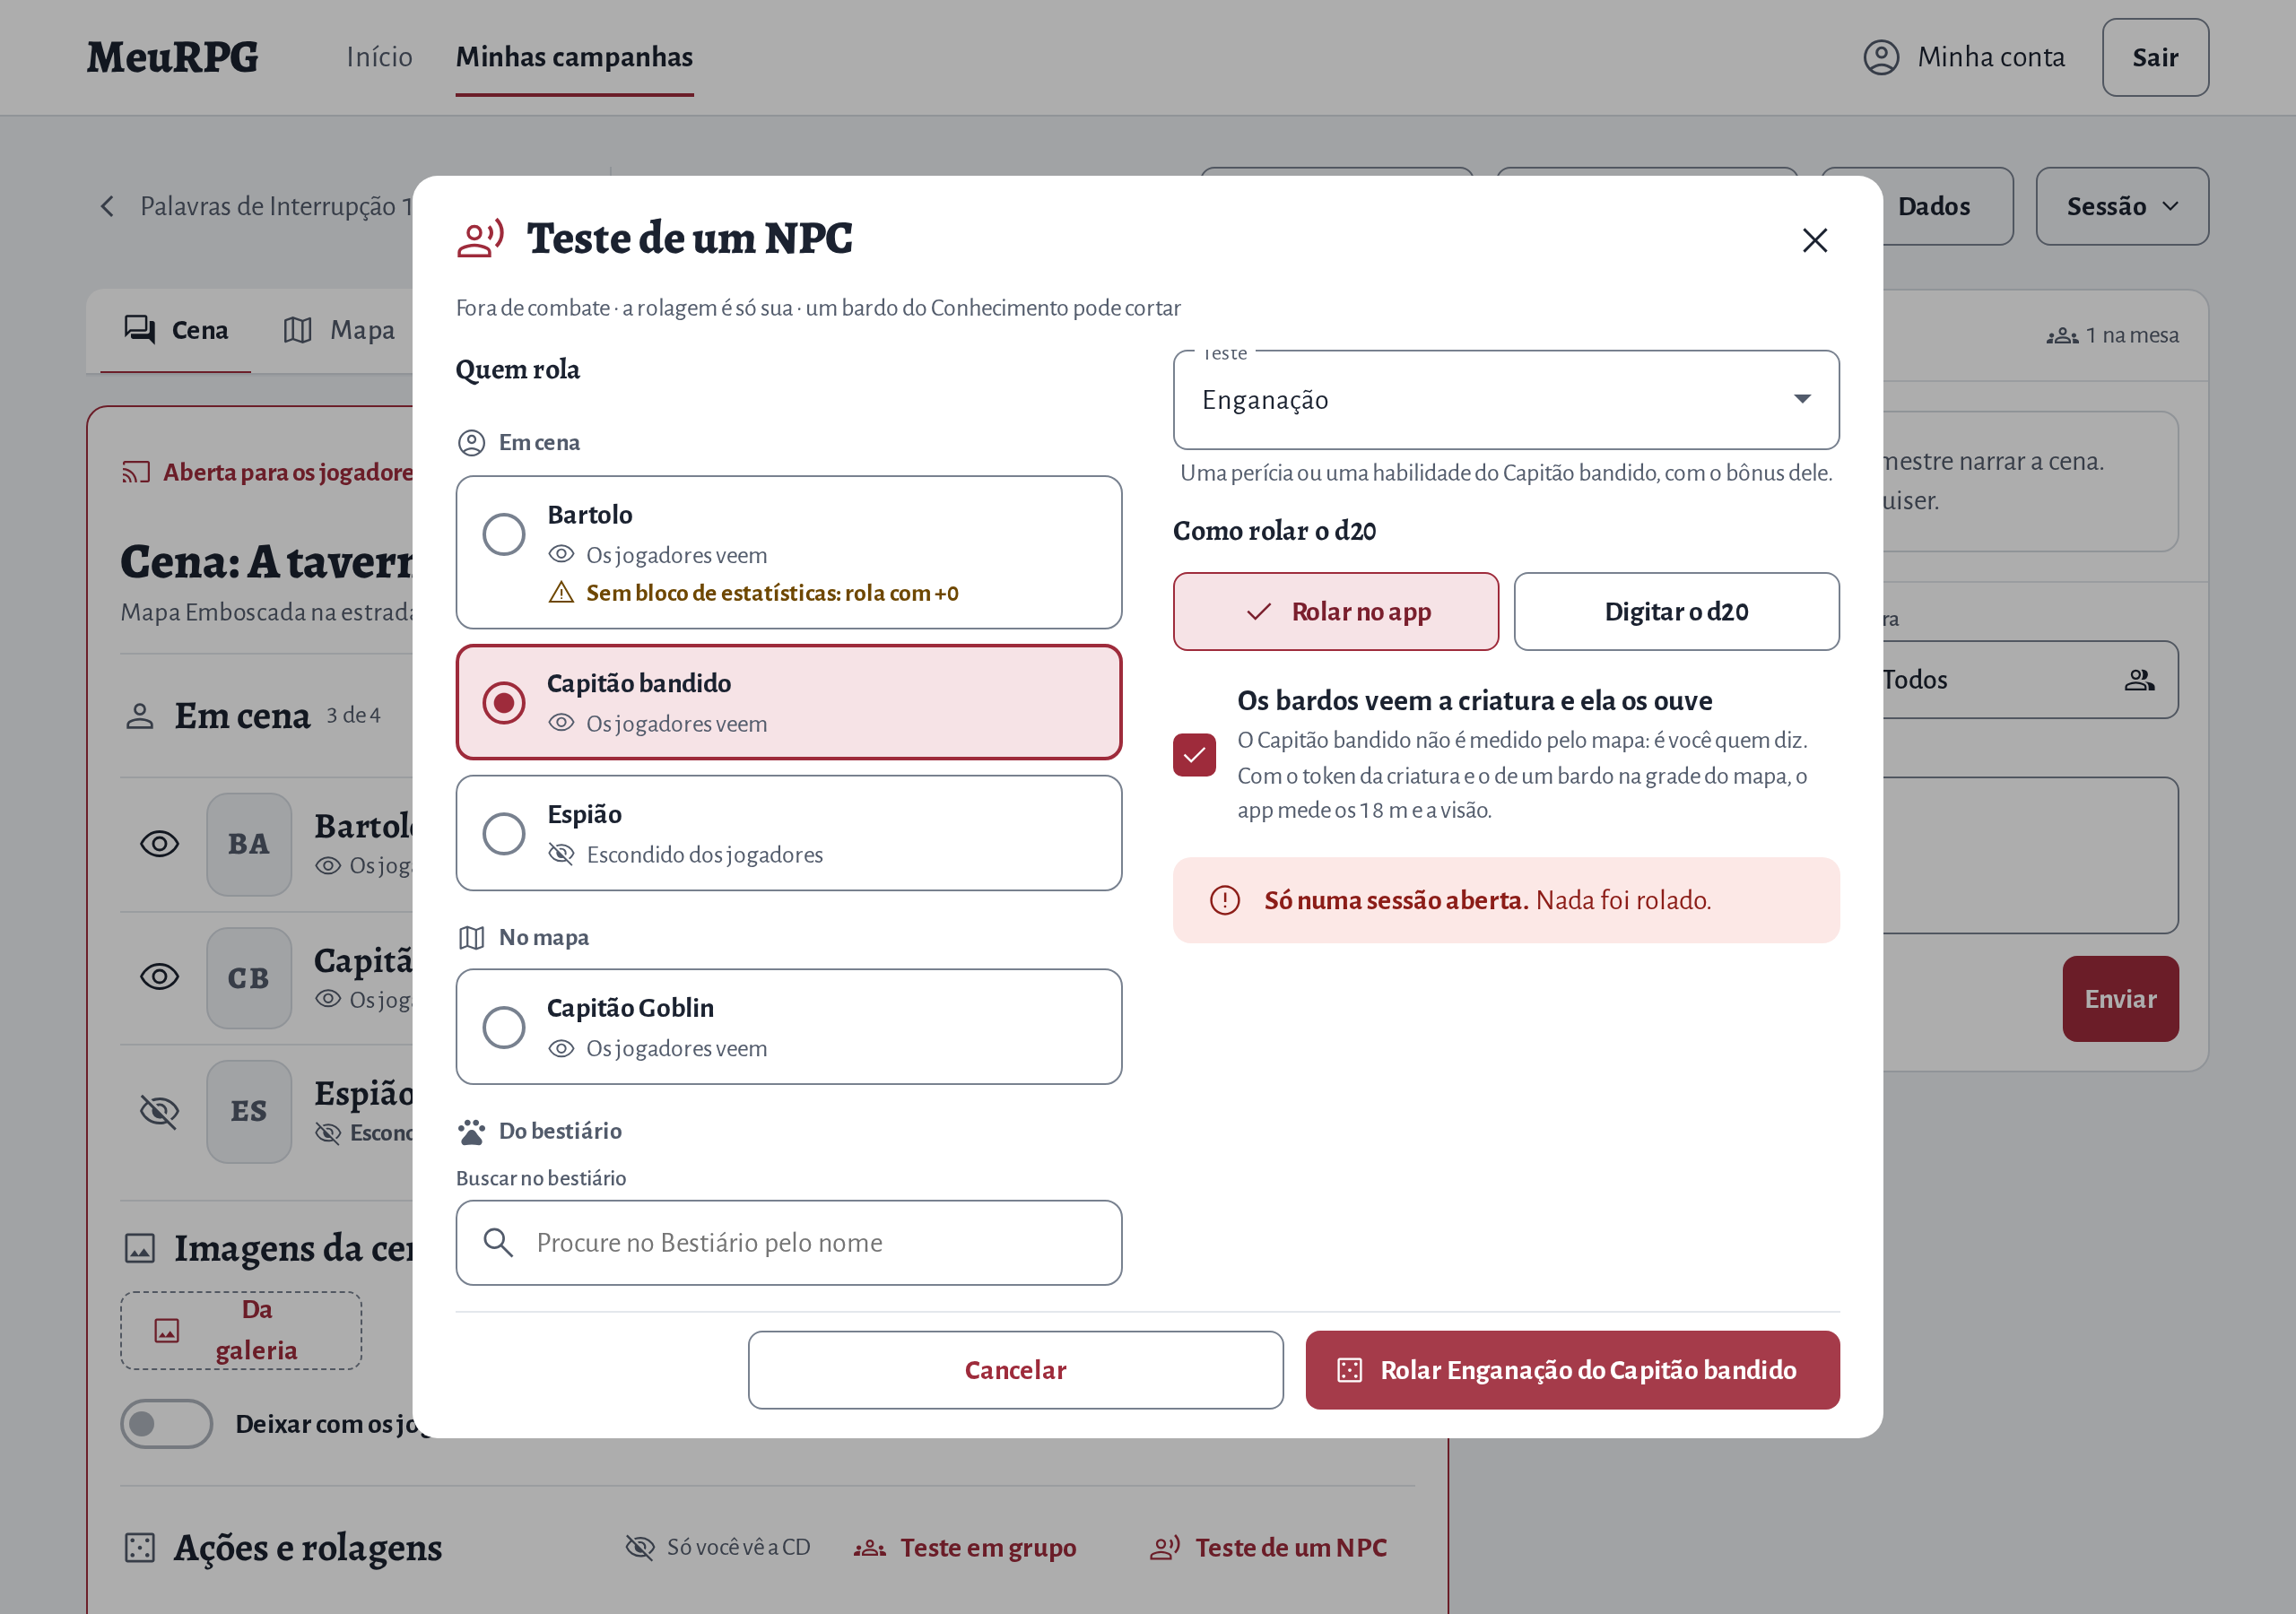 MeuRPG
Início
Minhas campanhas
Minha conta
Sair
Palavras de Interrupção 1
Dados
Sessão
Cena
Mapa
1 na mesa
Aberta para os jogadore
Cena: A tavern
Mapa Emboscada na estrada
Em cena 3 de 4
BA
Bartol
Os jog
CB
Capitã
Os jog
ES
Espião
Escon
Imagens da cen
Da
galeria
Deixar com os jog
Ações e rolagens
Só você vê a CD
Teste em grupo
Teste de um NPC
mestre narrar a cena.
uiser.
ra
Todos
Enviar
Teste de um NPC
Fora de combate · a rolagem é só sua · um bardo do Conhecimento pode cortar
Quem rola
Em cena
Bartolo
Os jogadores veem
Sem bloco de estatísticas: rola com +0
Capitão bandido
Os jogadores veem
Espião
Escondido dos jogadores
No mapa
Capitão Goblin
Os jogadores veem
Do bestiário
Buscar no bestiário
Procure no Bestiário pelo nome
Teste
Enganação
Uma perícia ou uma habilidade do Capitão bandido, com o bônus dele.
Como rolar o d20
Rolar no app
Digitar o d20
Os bardos veem a criatura e ela os ouve
O Capitão bandido não é medido pelo mapa: é você quem diz.
Com o token da criatura e o de um bardo na grade do mapa, o
app mede os 18 m e a visão.
Só numa sessão aberta. Nada foi rolado.
Cancelar
Rolar Enganação do Capitão bandido